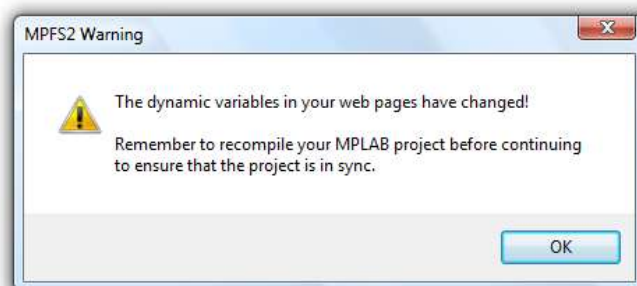 MPFS2 Warning
The dynamic variables in your web pages have changed!
Remember to recompile your MPLAB project before continuing
to ensure that the project is in sync.
OK